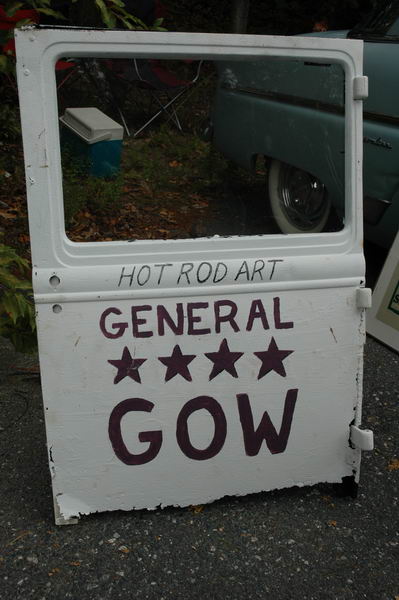 HOT ROD ART
GENERAL
★★★★
GOW